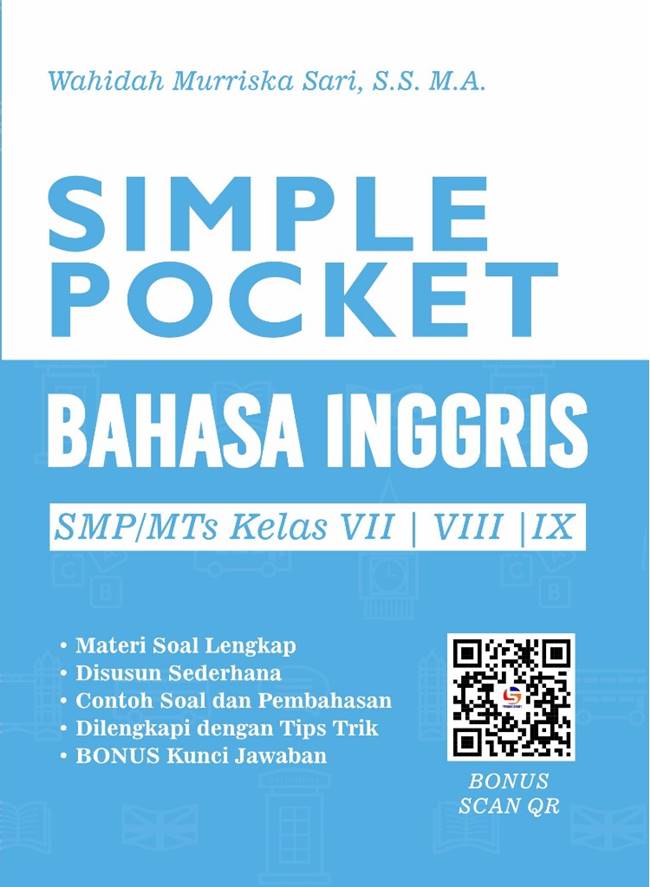 Wahidah Murriska Sari, S.S. M.A.
SIMPLE
POCKET
BAHASA INGGRIS
SMP/MTs Kelas VII | VIII |IX
• Materi Soal Lengkap
• Disusun Sederhana
• Contoh Soal dan Pembahasan
• Dilengkapi dengan Tips Trik
• BONUS Kunci Jawaban
BONUS
SCAN QR